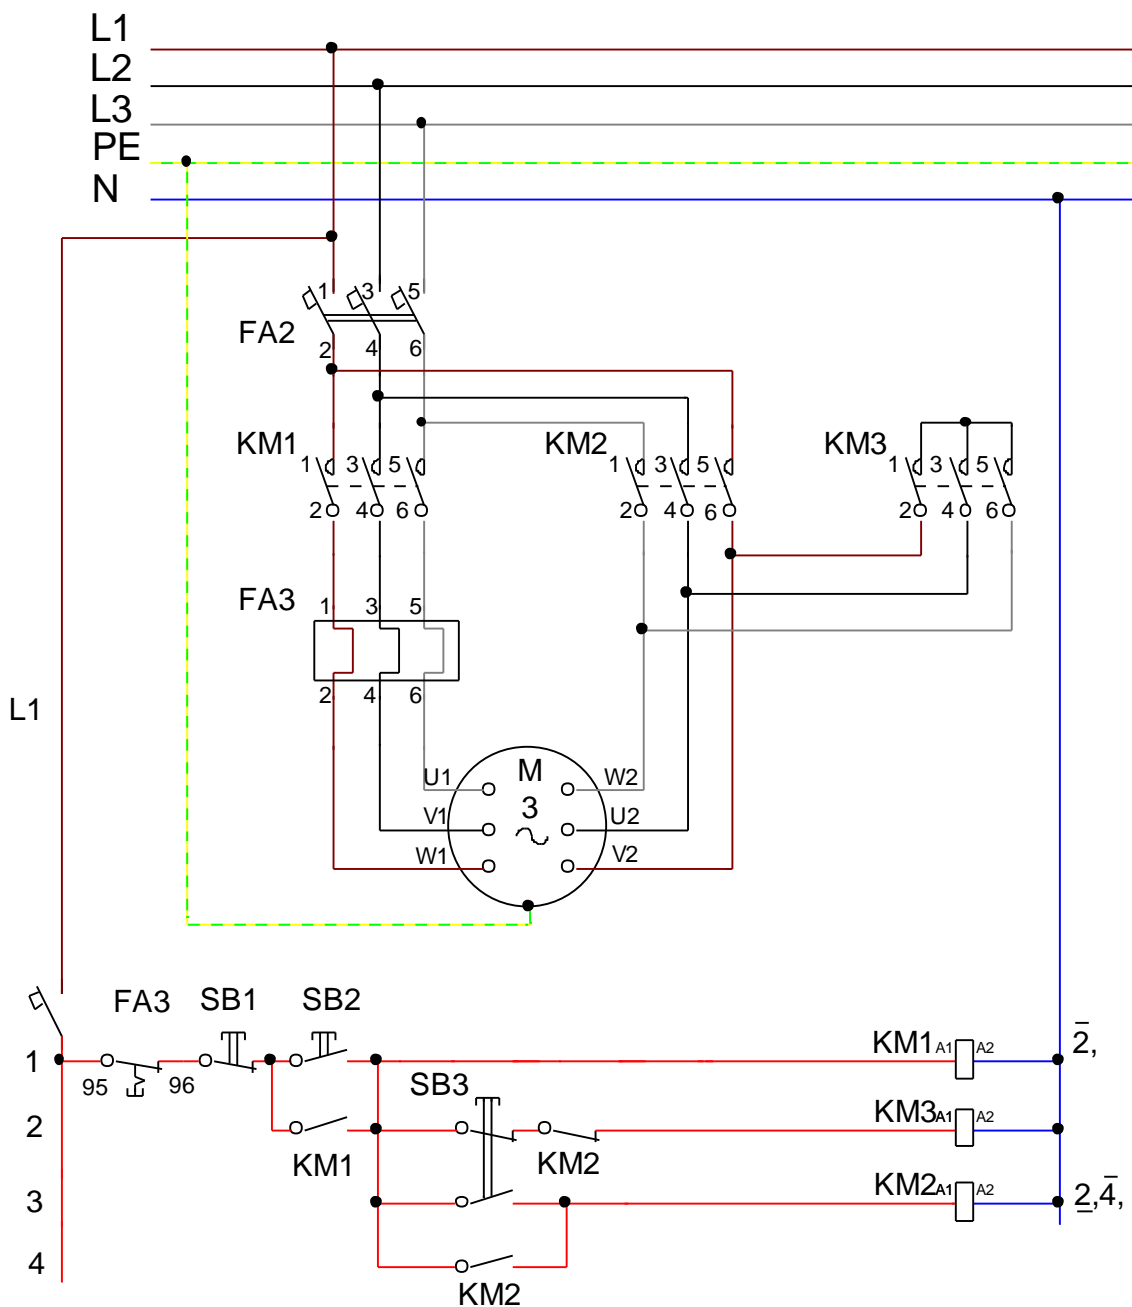 L1
L2
L3
PE
N
1 3 5
FA2
2 4 6
KM1 KM2 KM3
1 3 5 1 3 5 1 3 5
2 4 6 2 4 6 2 4 6
FA3
1 3 5
2 4 6
L1
M
3
U1 W2
V1 U2
W1 V2
FA3 SB1 SB2
1 95 96 KM1 A1 A2 2̅,
SB3
2 KM1 KM2 KM3 A1 A2
3 KM2 A1 A2 2̲,4̅,
4 KM2